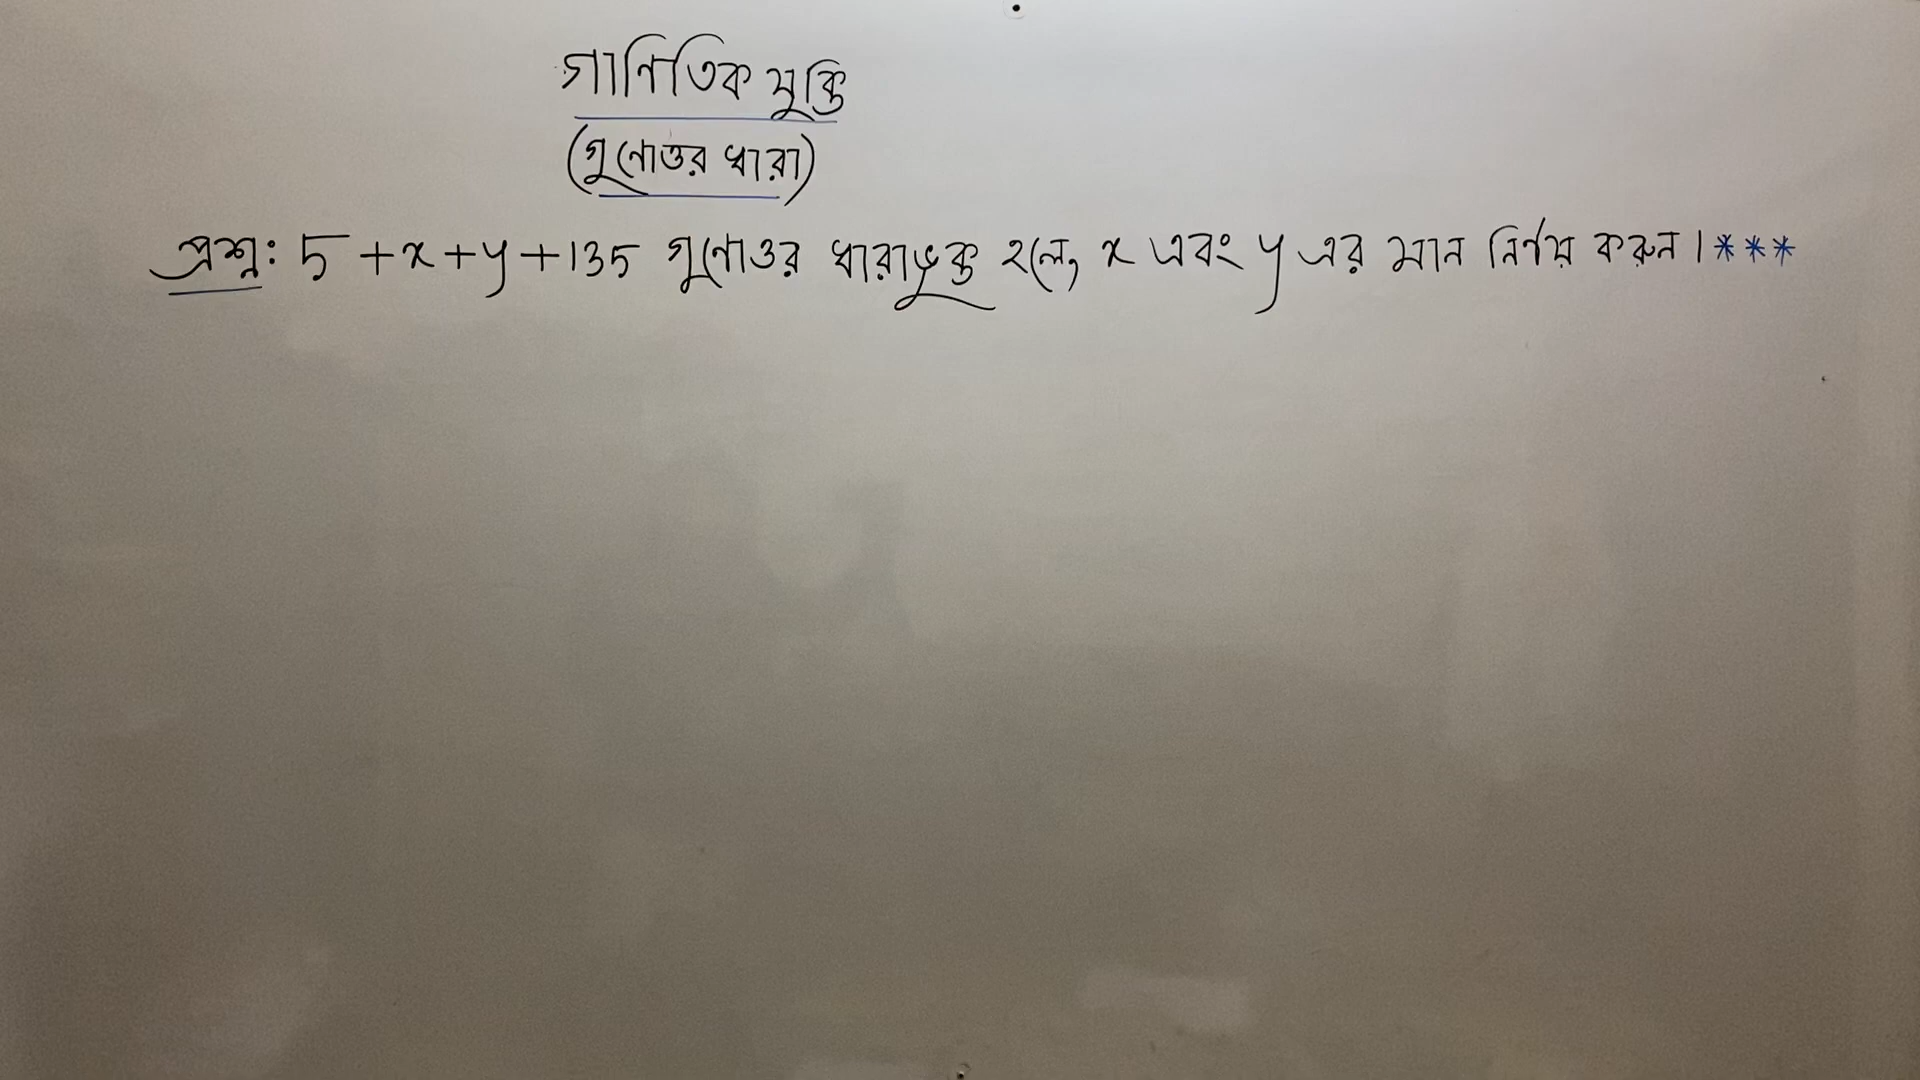 গানিতিক যুক্তি
(গুনোত্তর ধারা)
প্রশ্ন: 5+x+y+135 গুনোত্তর ধারাভুক্ত হলে, x এবং y এর মান নির্ণয় করুন।***